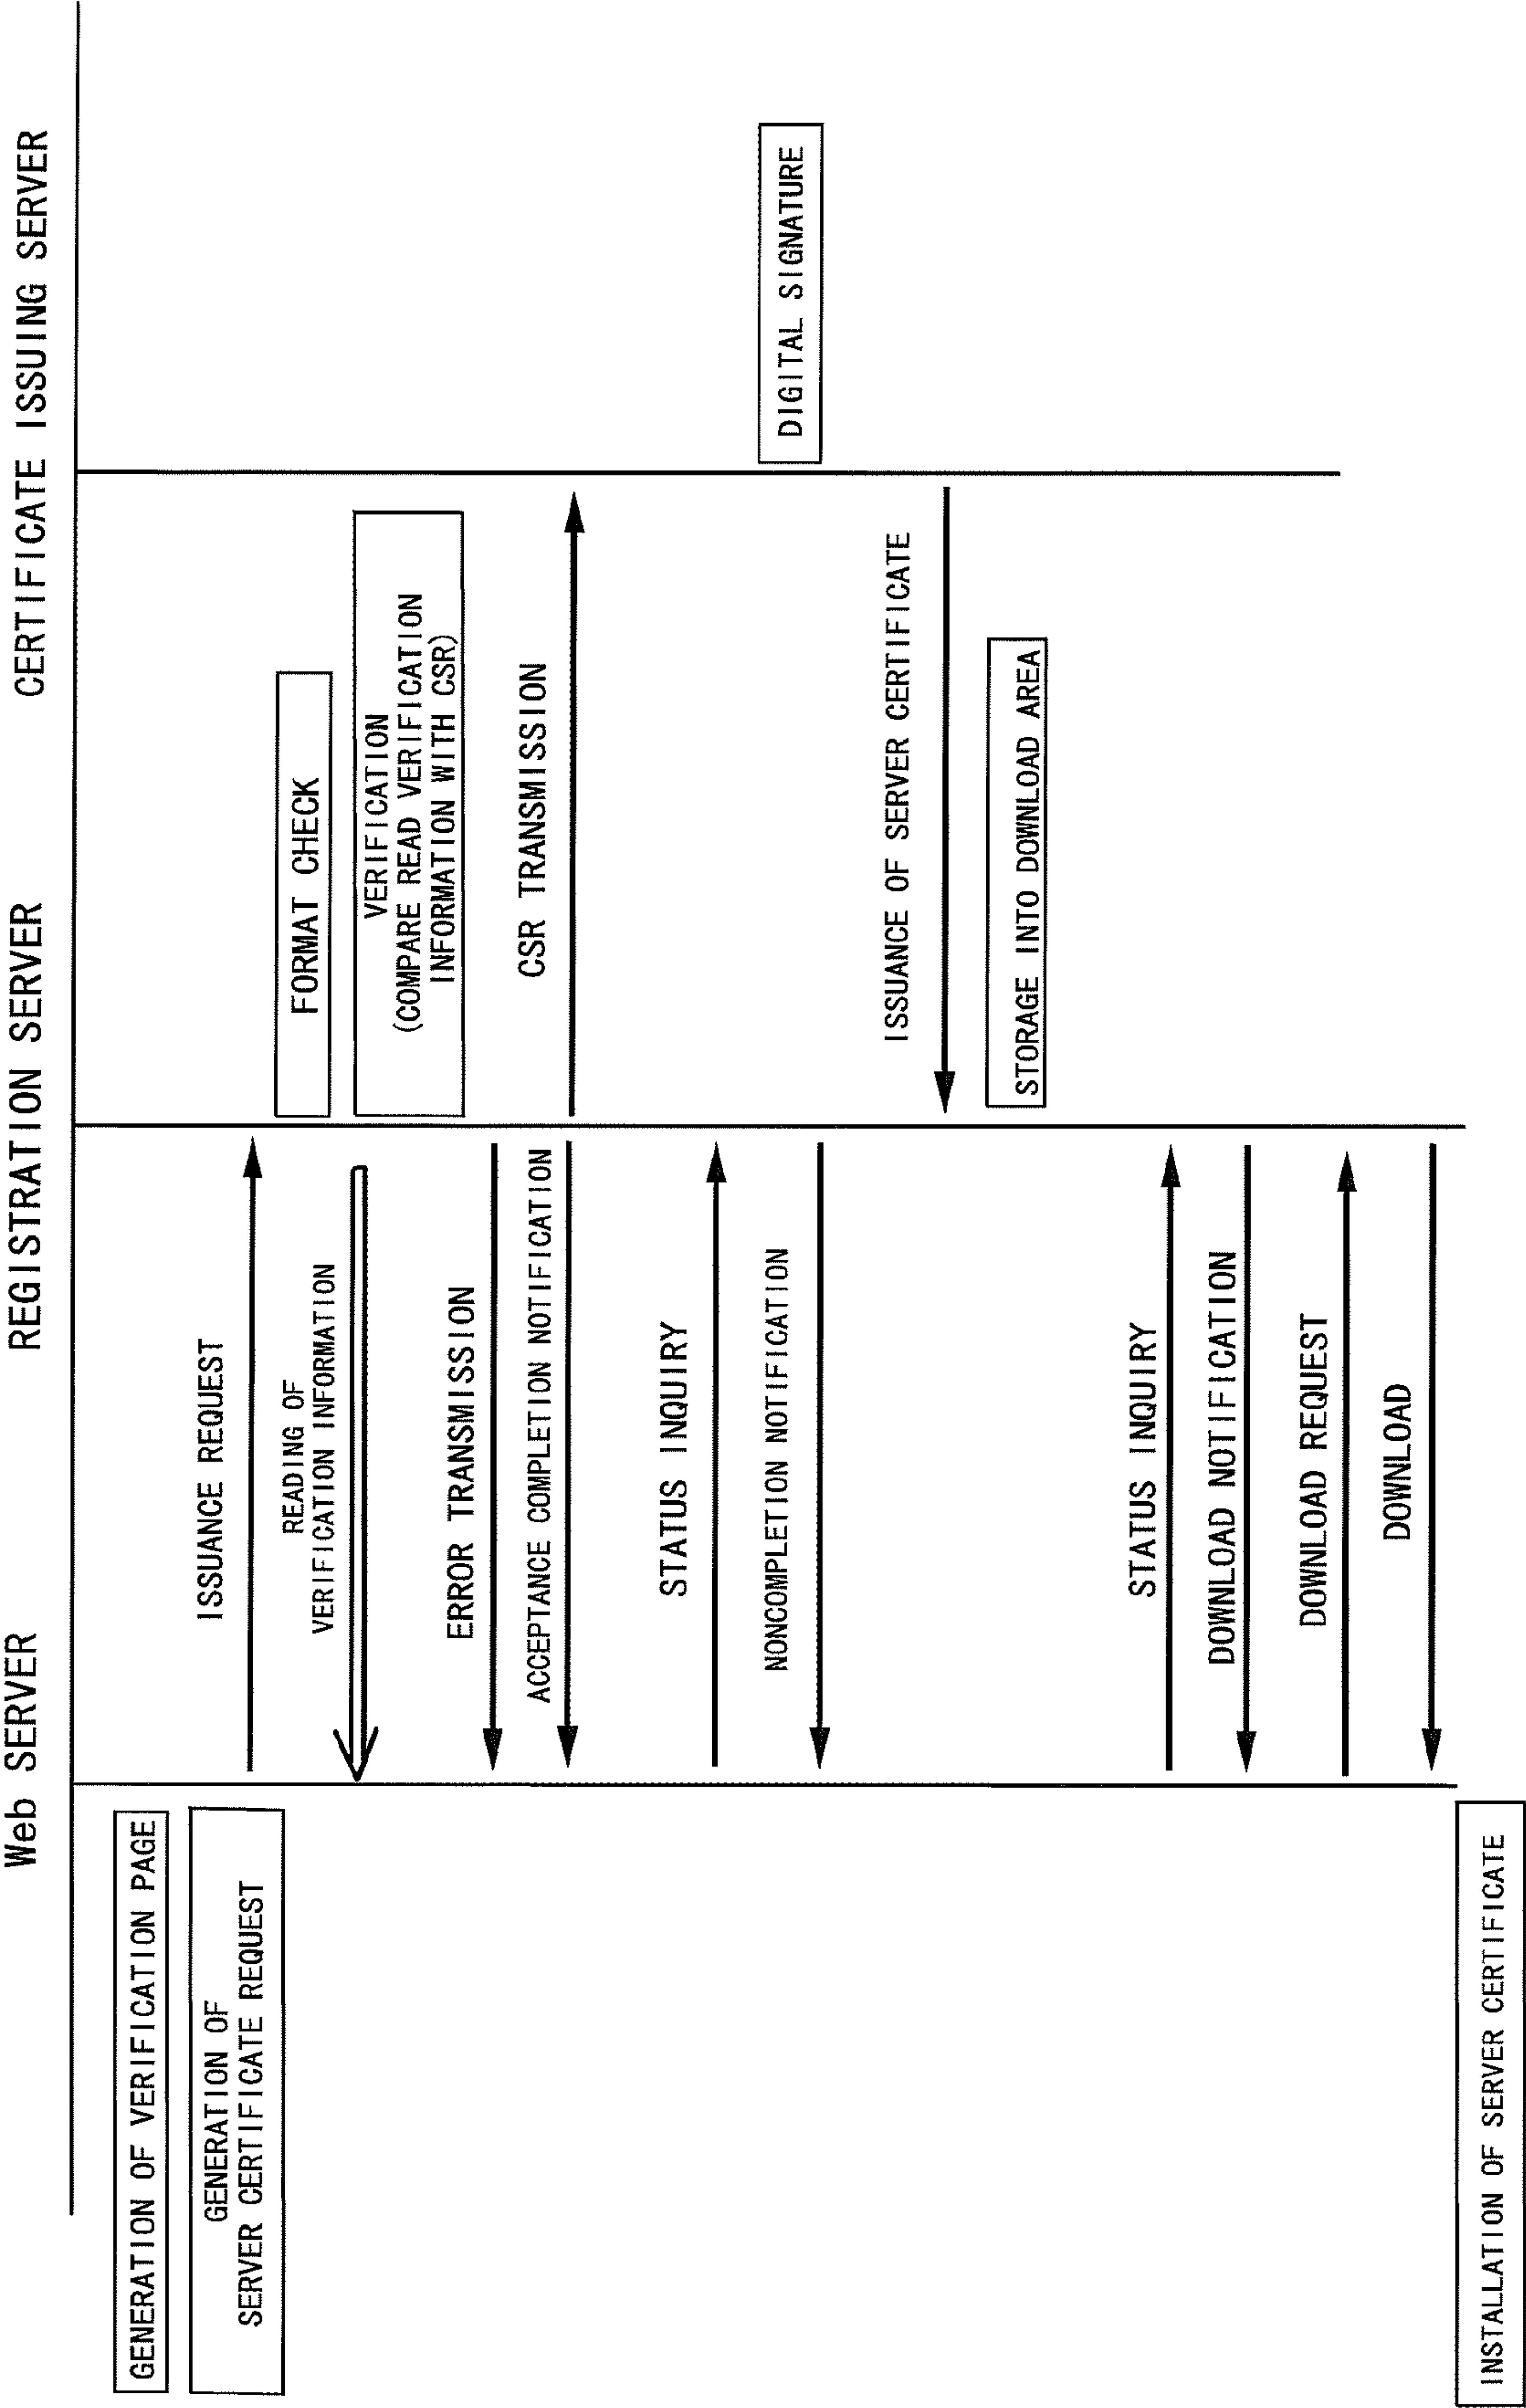 Web SERVER
REGISTRATION SERVER
CERTIFICATE ISSUING SERVER
GENERATION OF VERIFICATION PAGE
GENERATION OF
SERVER CERTIFICATE REQUEST
ISSUANCE REQUEST
FORMAT CHECK
READING OF
VERIFICATION INFORMATION
VERIFICATION
(COMPARE READ VERIFICATION
INFORMATION WITH CSR)
ERROR TRANSMISSION
ACCEPTANCE COMPLETION NOTIFICATION
CSR TRANSMISSION
STATUS INQUIRY
NONCOMPLETION NOTIFICATION
DIGITAL SIGNATURE
ISSUANCE OF SERVER CERTIFICATE
STORAGE INTO DOWNLOAD AREA
STATUS INQUIRY
DOWNLOAD NOTIFICATION
DOWNLOAD REQUEST
DOWNLOAD
INSTALLATION OF SERVER CERTIFICATE